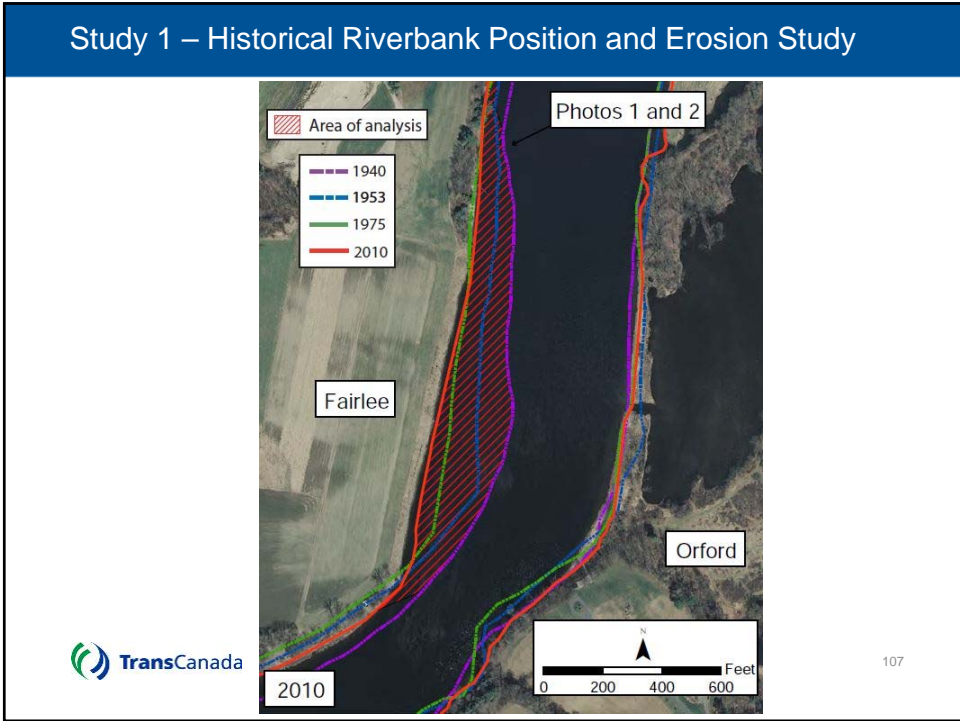 Study 1 – Historical Riverbank Position and Erosion Study
Photos 1 and 2
Area of analysis
1940
1953
1975
2010
Fairlee
Orford
N
Feet
0 200 400 600
TransCanada
2010
107